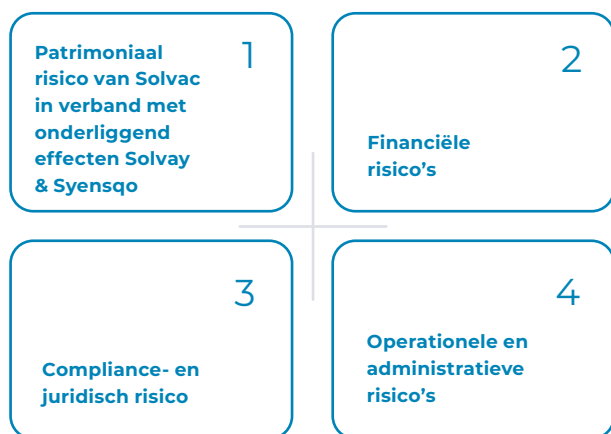 1
Patrimoniaal
risico van Solvac
in verband met
onderliggend
effecten Solvay
& Syensqo
2
Financiële
risico's
3
Compliance- en
juridisch risico
4
Operationele en
administratieve
risico's